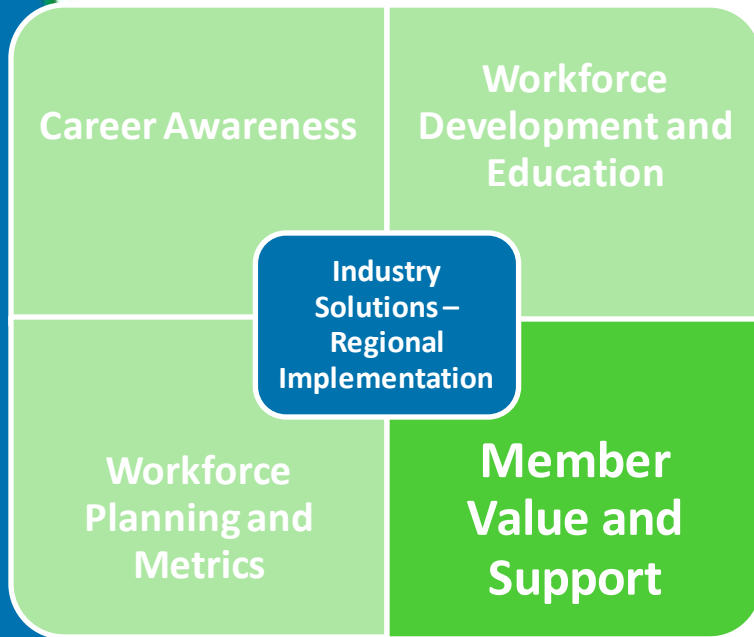 Career Awareness
Workforce
Development and
Education
Industry
Solutions –
Regional
Implementation
Workforce
Planning and
Metrics
Member
Value and
Support